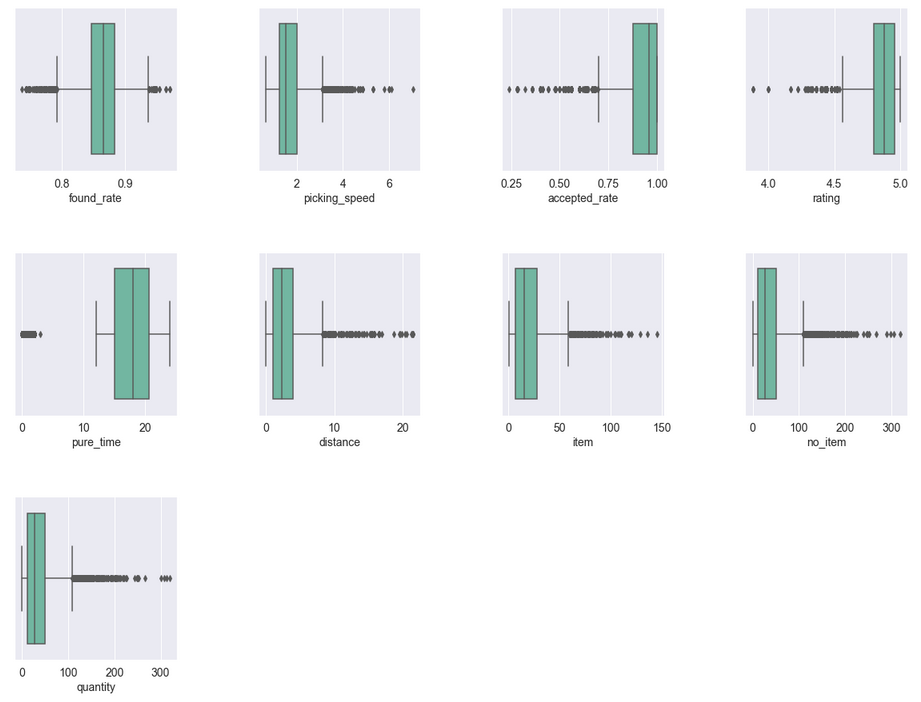 0.8 0.9
found_rate
2 4 6
picking_speed
0.25 0.50 0.75 1.00
accepted_rate
4.0 4.5 5.0
rating
0 10 20
pure_time
0 10 20
distance
0 50 100 150
item
0 100 200 300
no_item
0 100 200 300
quantity